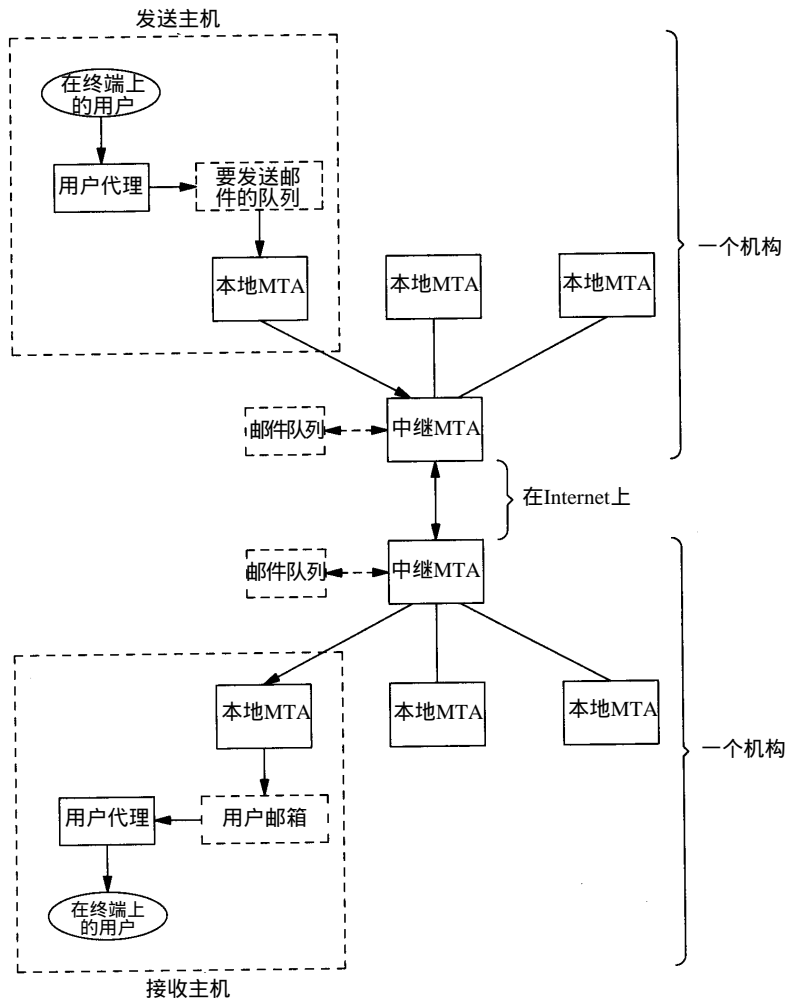 发送主机
在终端上
的用户
用户代理
要发送邮
件的队列
本地MTA
本地MTA
本地MTA
一个机构
邮件队列
中继MTA
在Internet上
邮件队列
中继MTA
本地MTA
本地MTA
本地MTA
一个机构
用户代理
用户邮箱
在终端上
的用户
接收主机